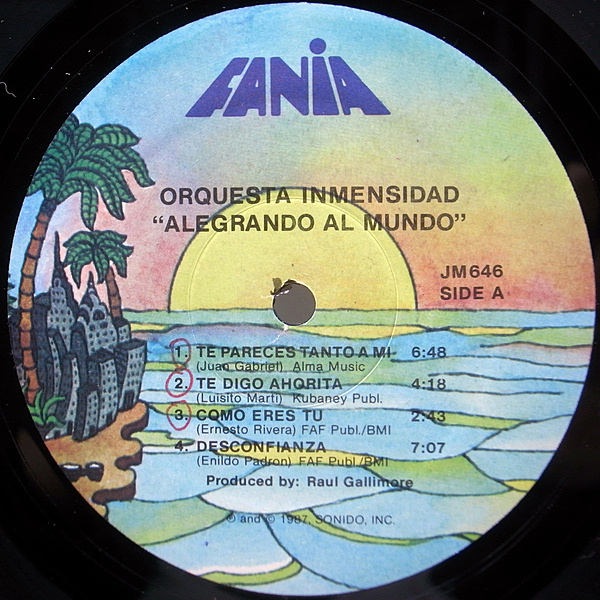 FANIA
ORQUESTA INMENSIDAD
“ALEGRANDO AL MUNDO”
JM646
SIDE A
1. TE PARECES TANTO A MI 6:48
(Juan Gabriel) Alma Music
2. TE DIGO AHORITA 4:18
(Luisito Marti) Kubaney Publ.
3. COMO ERES TU 2:43
(Ernesto Rivera) FAF Publ./BMI
4. DESCONFIANZA 7:07
(Enildo Padron) FAF Publ./BMI
Produced by: Raul Gallimore
℗ and © 1987, SONIDO, INC.